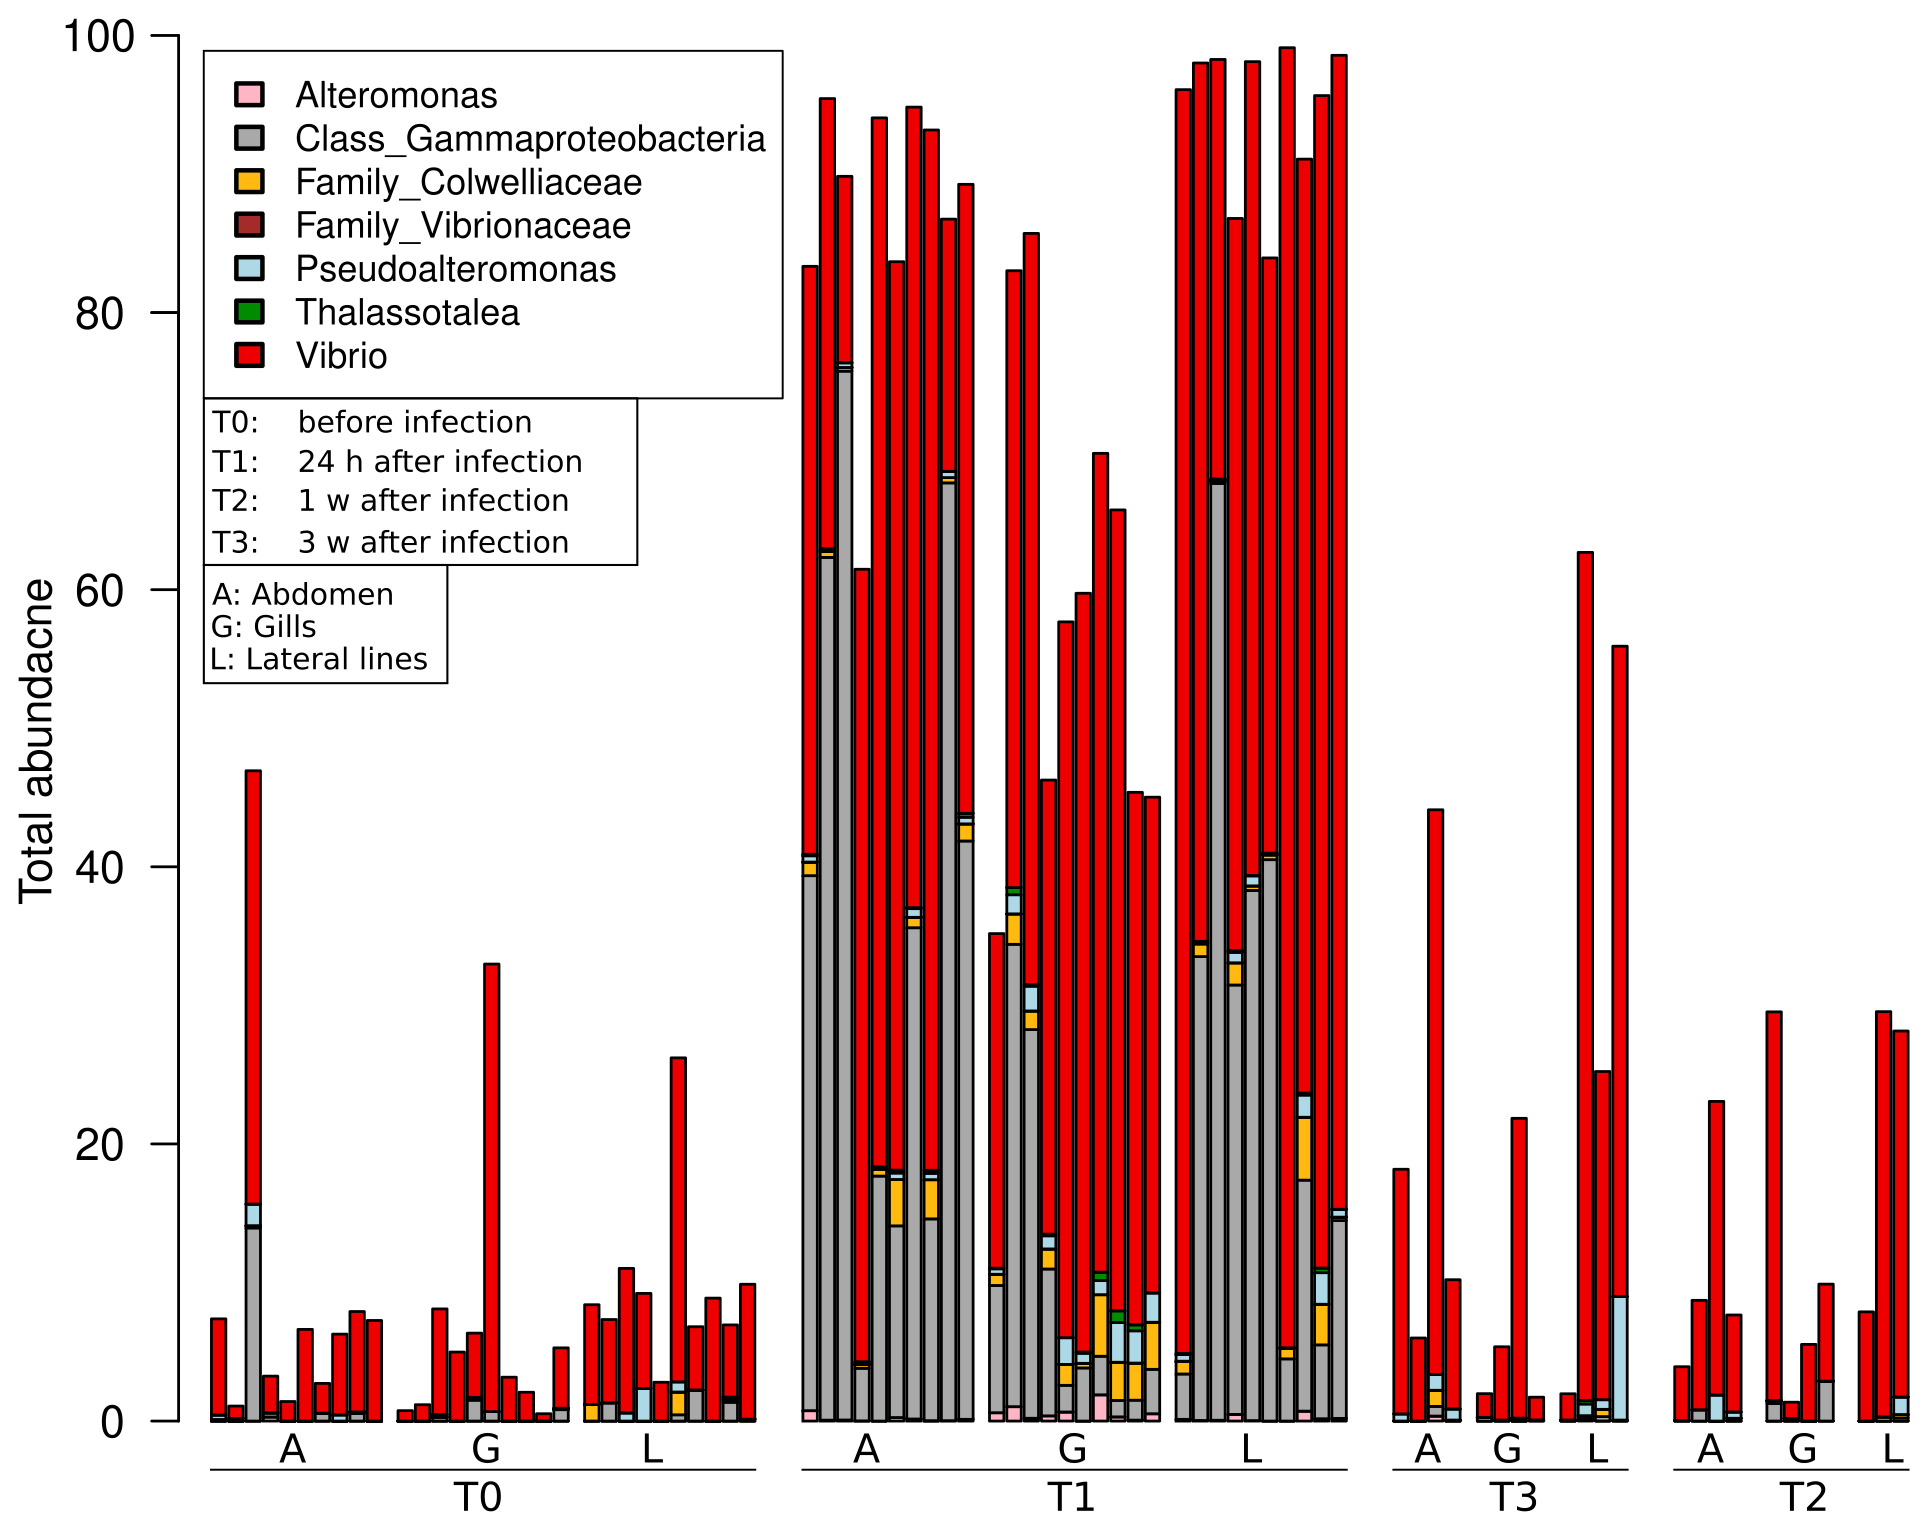 100
80
60
40
20
0
Total abundacne
Alteromonas
Class_Gammaproteobacteria
Family_Colwelliaceae
Family_Vibrionaceae
Pseudoalteromonas
Thalassotalea
Vibrio
T0: before infection
T1: 24 h after infection
T2: 1 w after infection
T3: 3 w after infection
A: Abdomen
G: Gills
L: Lateral lines
A G L A G L A G L A G L
T0 T1 T3 T2